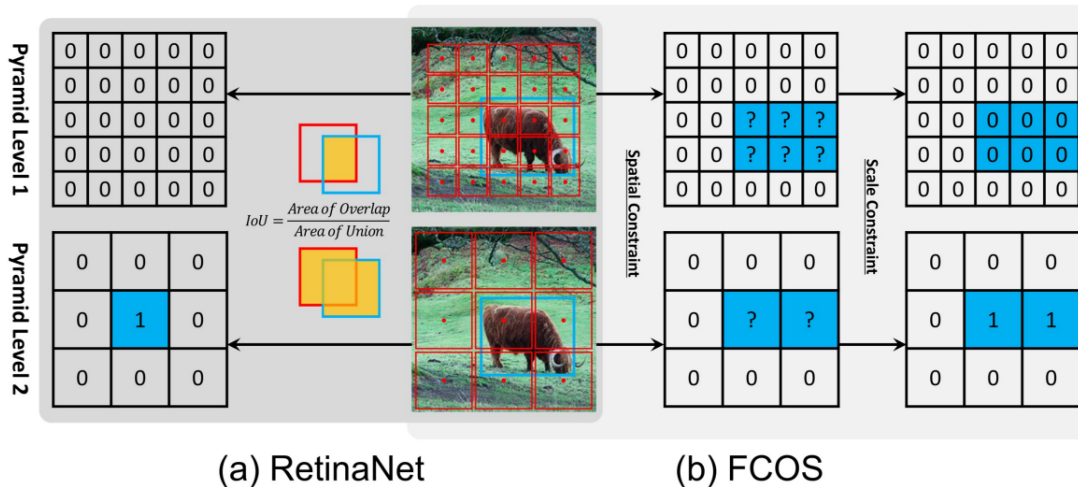 Pyramid Level 1
0 0 0 0 0
0 0 0 0 0
0 0 0 0 0
0 0 0 0 0
0 0 0 0 0
IoU = Area of Overlap
Area of Union
Spatial Constraint
0 0 0 0 0
0 0 0 0 0
0 0 ? ? ?
0 0 ? ? ?
0 0 0 0 0
Scale Constraint
0 0 0 0 0
0 0 0 0 0
0 0 0 0 0
0 0 0 0 0
0 0 0 0 0
Pyramid Level 2
0 0 0
0 1 0
0 0 0
0 0 0
0 ? ?
0 0 0
0 0 0
0 1 1
0 0 0
(a) RetinaNet
(b) FCOS